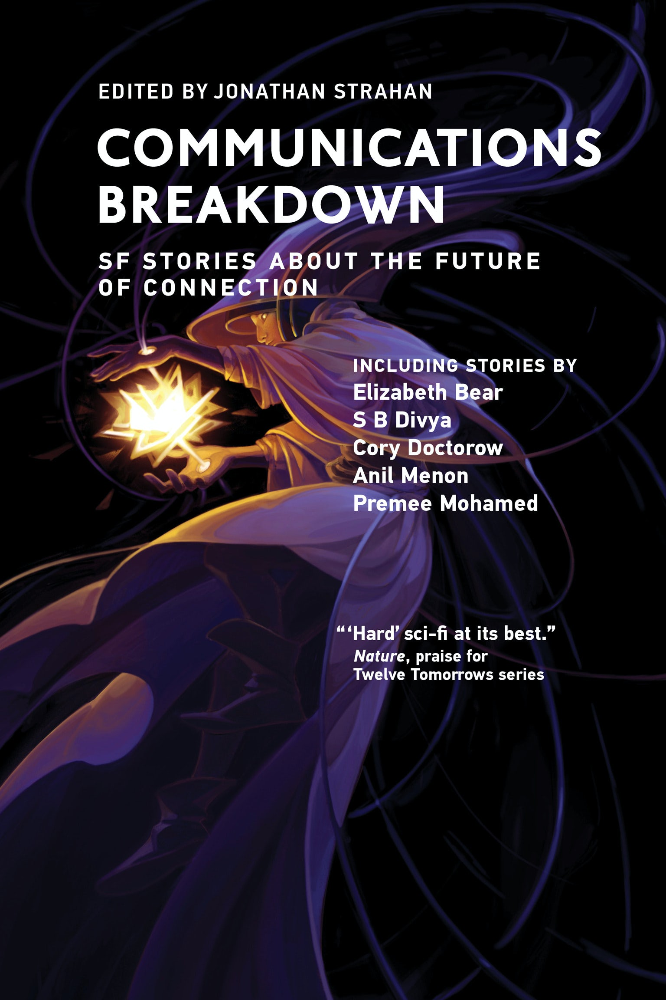 EDITED BY JONATHAN STRAHAN
COMMUNICATIONS
BREAKDOWN
SF STORIES ABOUT THE FUTURE
OF CONNECTION
INCLUDING STORIES BY
Elizabeth Bear
S B Divya
Cory Doctorow
Anil Menon
Premee Mohamed
“ ‘Hard’ sci-fi at its best.”
Nature, praise for
Twelve Tomorrows series